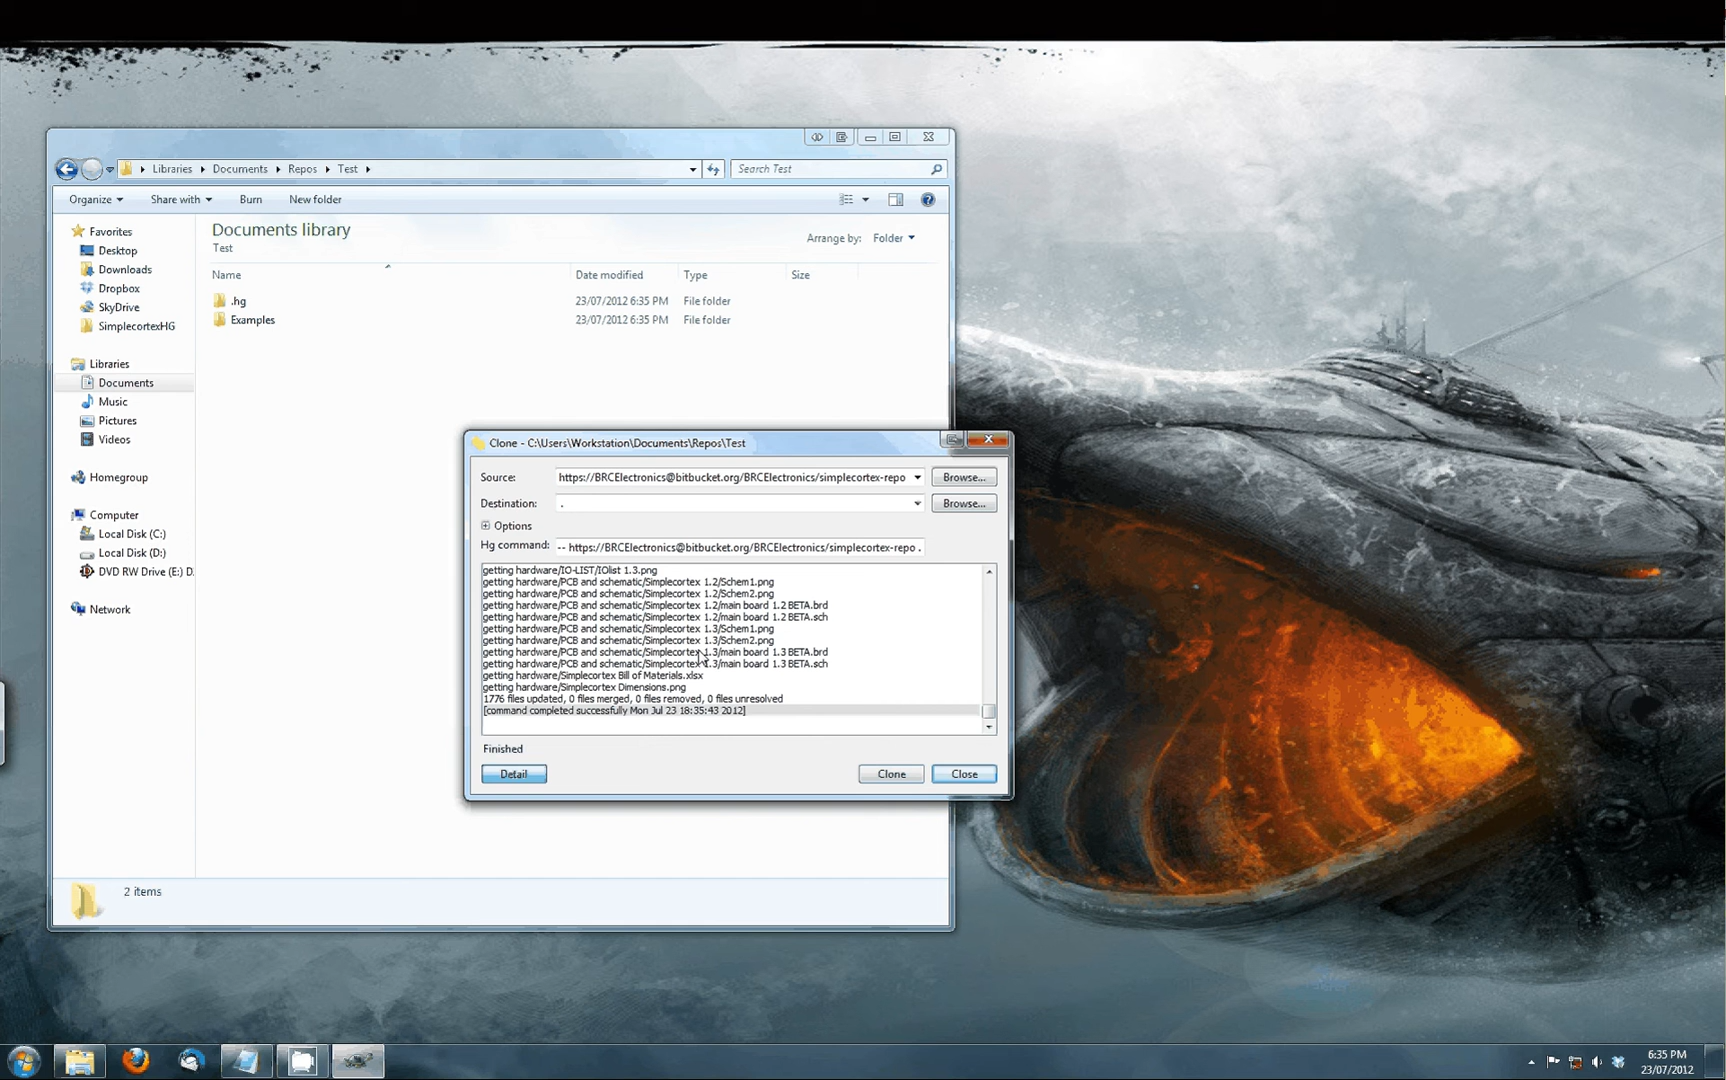 Libraries
Documents
Repos
Test
Search Test
Organize
Share with
Burn
New folder
Favorites
Desktop
Downloads
Dropbox
SkyDrive
SimplecortexHG
Libraries
Documents
Music
Pictures
Videos
Homegroup
Computer
Local Disk (C:)
Local Disk (D:)
DVD RW Drive (E:) D
Network
Documents library
Test
Arrange by: Folder
Name Date modified Type Size
.hg 23/07/2012 6:35 PM File folder
Examples 23/07/2012 6:35 PM File folder
2 items
Clone - C:\Users\Workstation\Documents\Repos\Test
Source: https://BRCElectronics@bitbucket.org/BRCElectronics/simplecortex-repo Browse...
Destination: . Browse...
Options
Hg command: -- https://BRCElectronics@bitbucket.org/BRCElectronics/simplecortex-repo .
getting hardware/IO-LIST/IOlist 1.3.png
getting hardware/PCB and schematic/Simplecortex 1.2/Schem1.png
getting hardware/PCB and schematic/Simplecortex 1.2/Schem2.png
getting hardware/PCB and schematic/Simplecortex 1.2/main board 1.2 BETA.brd
getting hardware/PCB and schematic/Simplecortex 1.2/main board 1.2 BETA.sch
getting hardware/PCB and schematic/Simplecortex 1.3/Schem1.png
getting hardware/PCB and schematic/Simplecortex 1.3/Schem2.png
getting hardware/PCB and schematic/Simplecortex 1.3/main board 1.3 BETA.brd
getting hardware/PCB and schematic/Simplecortex 1.3/main board 1.3 BETA.sch
getting hardware/Simplecortex Bill of Materials.xlsx
getting hardware/Simplecortex Dimensions.png
1776 files updated, 0 files merged, 0 files removed, 0 files unresolved
[command completed successfully Mon Jul 23 18:35:43 2012]
Finished
Detail
Clone
Close
6:35 PM
23/07/2012